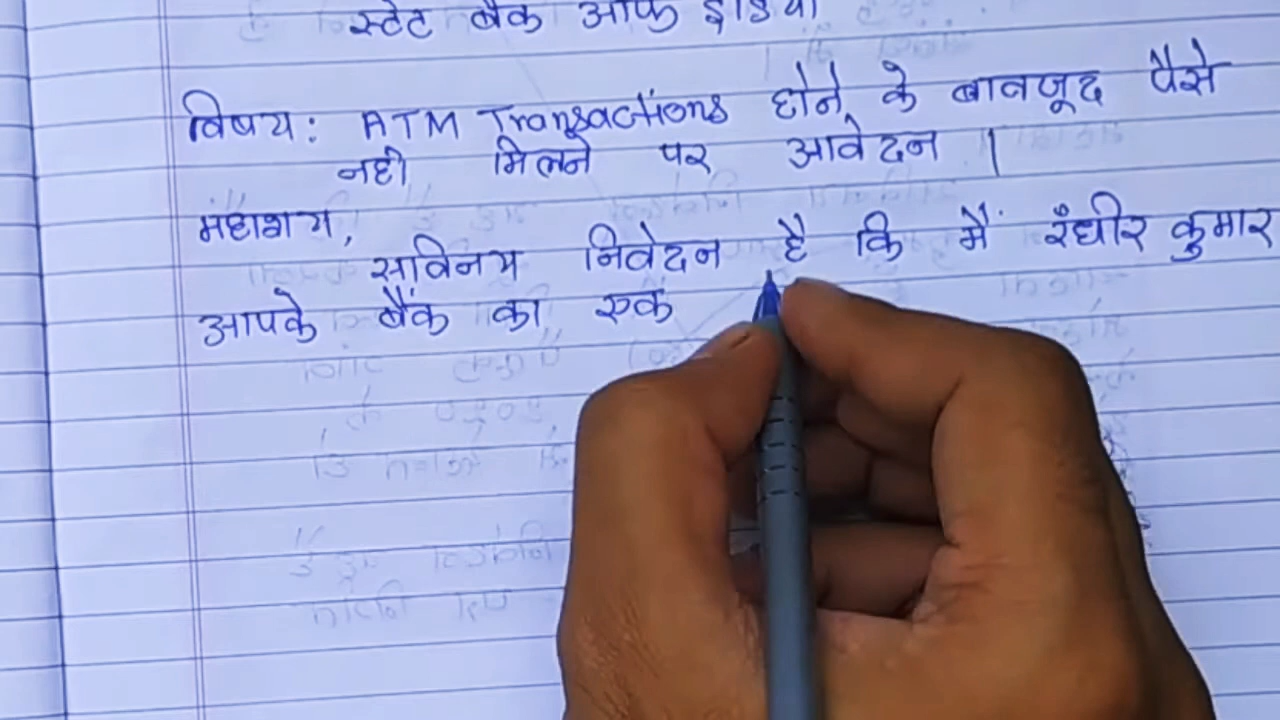 स्टेट बैंक ऑफ इंडिया
विषय: ATM Transactions होने के बावजूद पैसे
नही मिलने पर आवेदन ।
महाशय,
सविनय निवेदन है कि मैं रंधीर कुमार
आपके बैंक का एक